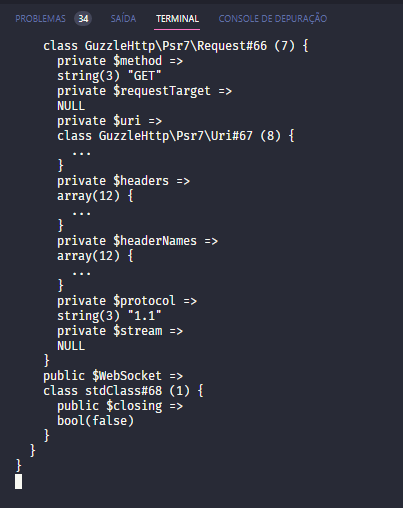 PROBLEMAS 34 SAÍDA TERMINAL CONSOLE DE DEPURAÇÃO
class GuzzleHttp\Psr7\Request#66 (7) {
private $method =>
string(3) "GET"
private $requestTarget =>
NULL
private $uri =>
class GuzzleHttp\Psr7\Uri#67 (8) {
...
}
private $headers =>
array(12) {
...
}
private $headerNames =>
array(12) {
...
}
private $protocol =>
string(3) "1.1"
private $stream =>
NULL
}
public $WebSocket =>
class stdClass#68 (1) {
public $closing =>
bool(false)
}
}
}